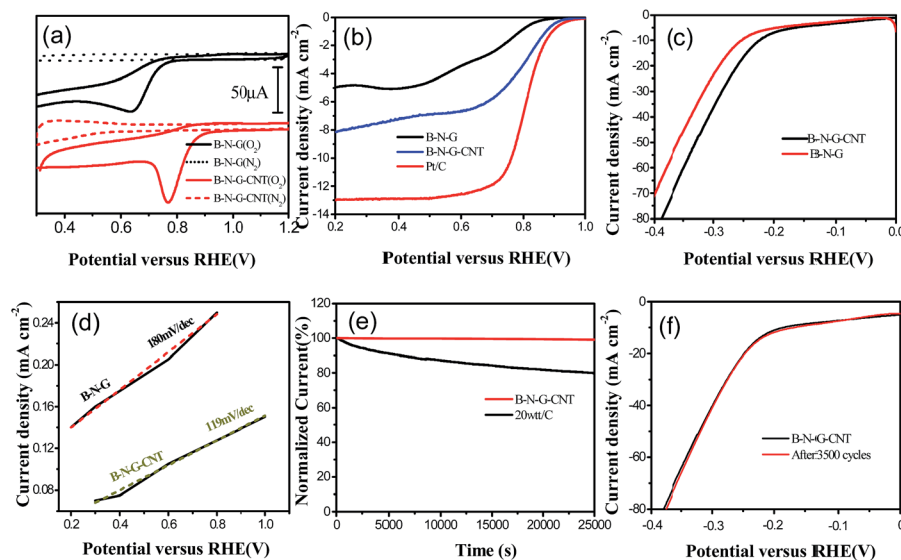 (a)
50μA
B-N-G(O2)
B-N-G(N2)
B-N-G-CNT(O2)
B-N-G-CNT(N2)
0.4 0.6 0.8 1.0 1.2
Potential versus RHE(V)
(b)
Current density (mA cm-2)
0
-2
-4
-6
-8
-10
-12
-14
B-N-G
B-N-G-CNT
Pt/C
0.2 0.4 0.6 0.8 1.0
Potential versus RHE(V)
(c)
Current density (mA cm-2)
0
-10
-20
-30
-40
-50
-60
-70
-80
B-N-G-CNT
B-N-G
-0.4 -0.3 -0.2 -0.1 0
Potential versus RHE(V)
(d)
Current density (mA cm-2)
0.24
0.20
0.16
0.12
0.08
B-N-G
180mV/dec
B-N-G-CNT
119mV/dec
0.2 0.4 0.6 0.8 1.0
Potential versus RHE(V)
(e)
Normalized Current(%)
120
100
80
60
40
20
0
B-N-G-CNT
20wtt/C
0 5000 10000 15000 20000 25000
Time (s)
(f)
Current density (mA cm-2)
0
-20
-40
-60
-80
B-N-G-CNT
After 3500 cycles
-0.4 -0.3 -0.2 -0.1 0
Potential versus RHE(V)